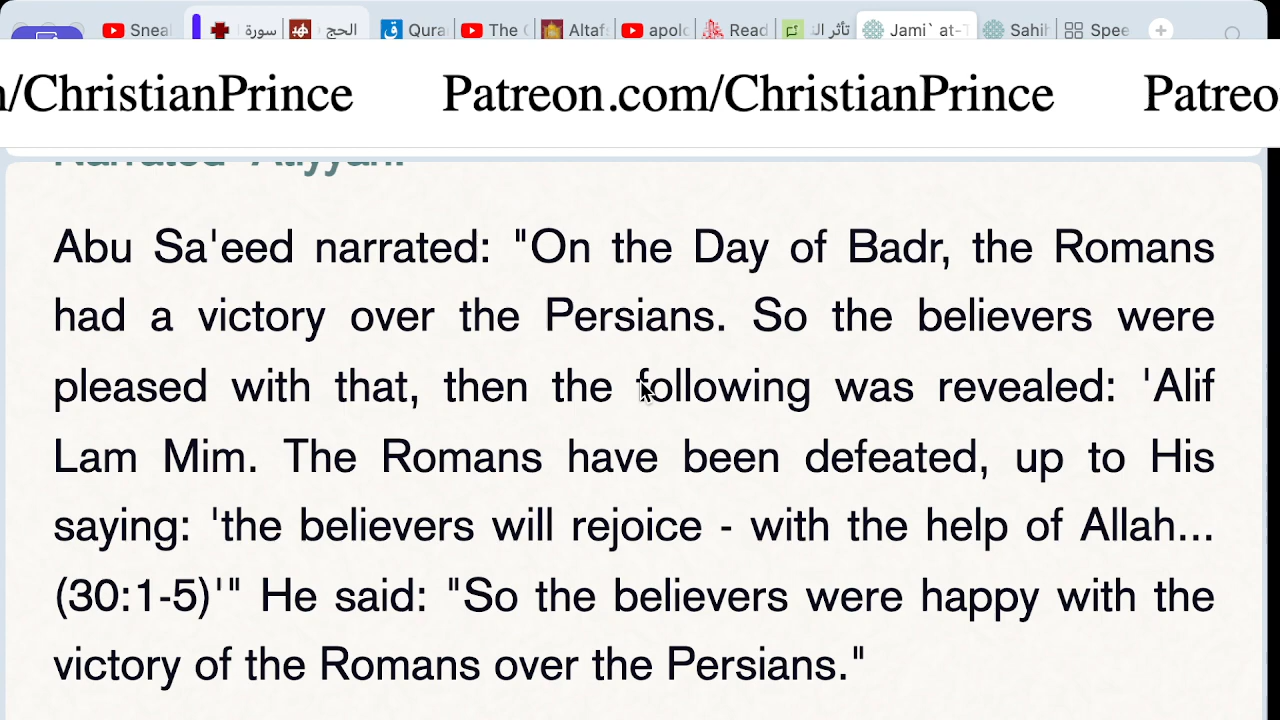 Snea سورة الحج Qura The Altaf apolo Read تأثر Jami` at-T Sahih Spee
/ChristianPrince Patreon.com/ChristianPrince Patreo
Narrated 'Atiyyah:
Abu Sa'eed narrated: "On the Day of Badr, the Romans
had a victory over the Persians. So the believers were
pleased with that, then the following was revealed: 'Alif
Lam Mim. The Romans have been defeated, up to His
saying: 'the believers will rejoice - with the help of Allah...
(30:1-5)'" He said: "So the believers were happy with the
victory of the Romans over the Persians."